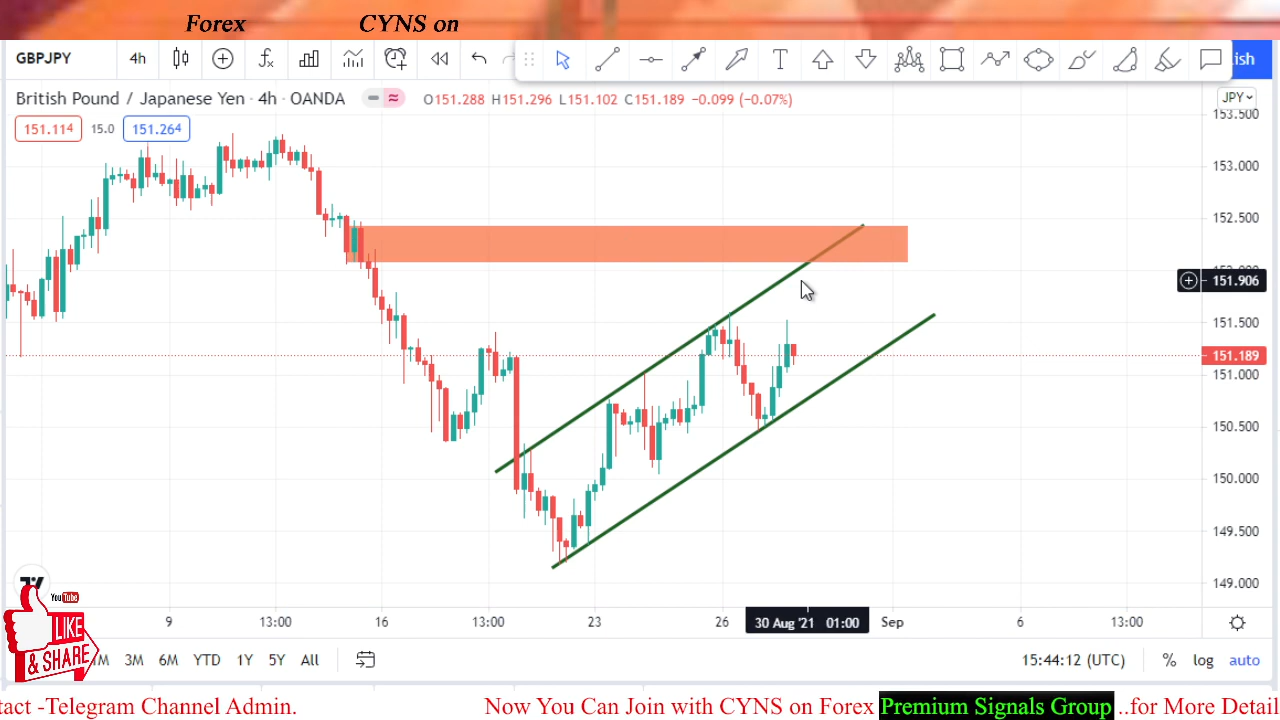 Forex CYNS on
GBPJPY 4h ish
British Pound / Japanese Yen · 4h · OANDA O151.288 H151.296 L151.102 C151.189 −0.099 (−0.07%) JPY
151.114 15.0 151.264
153.500
153.000
152.500
151.906
151.500
151.189
151.000
150.500
150.000
149.500
149.000
9 13:00 16 13:00 23 26 30 Aug '21 01:00 Sep 6 13:00
YouTube
LIKE
& SHARE
3M 6M YTD 1Y 5Y All 15:44:12 (UTC) % log auto
tact -Telegram Channel Admin. Now You Can Join with CYNS on Forex Premium Signals Group ..for More Detail